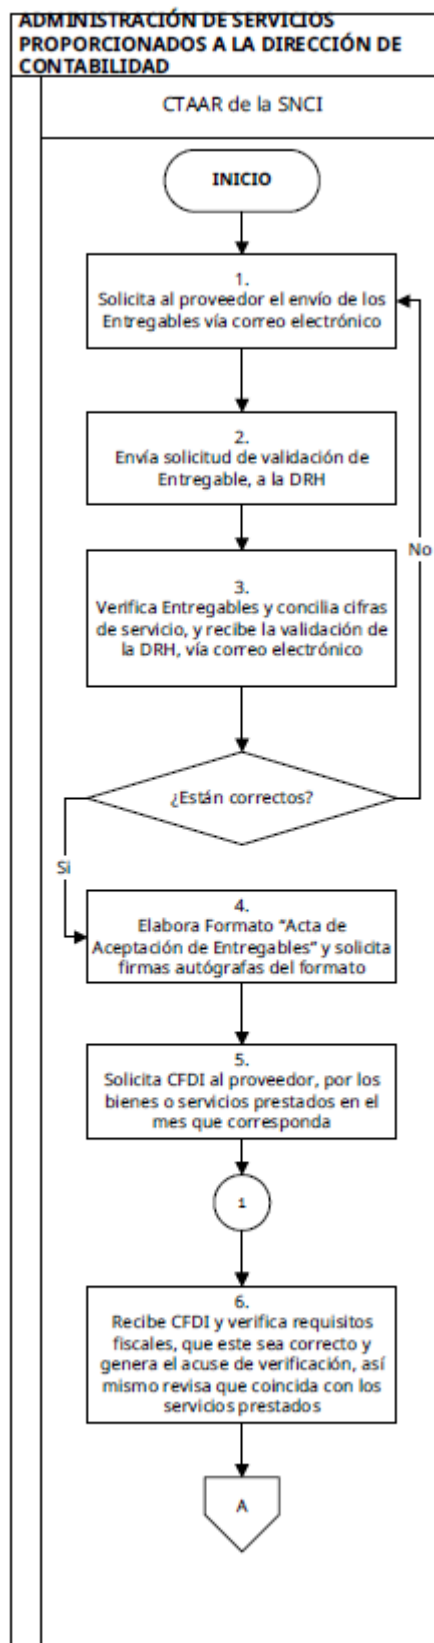 ADMINISTRACIÓN DE SERVICIOS
PROPORCIONADOS A LA DIRECCIÓN DE
CONTABILIDAD
CTAAR de la SNCI
INICIO
1.
Solicita al proveedor el envío de los
Entregables vía correo electrónico
2.
Envía solicitud de validación de
Entregable, a la DRH
No
3.
Verifica Entregables y concilia cifras
de servicio, y recibe la validación de
la DRH, vía correo electrónico
¿Están correctos?
Si
4.
Elabora Formato “Acta de
Aceptación de Entregables” y solicita
firmas autógrafas del formato
5.
Solicita CFDI al proveedor, por los
bienes o servicios prestados en el
mes que corresponda
1
6.
Recibe CFDI y verifica requisitos
fiscales, que este sea correcto y
genera el acuse de verificación, así
mismo revisa que coincida con los
servicios prestados
A